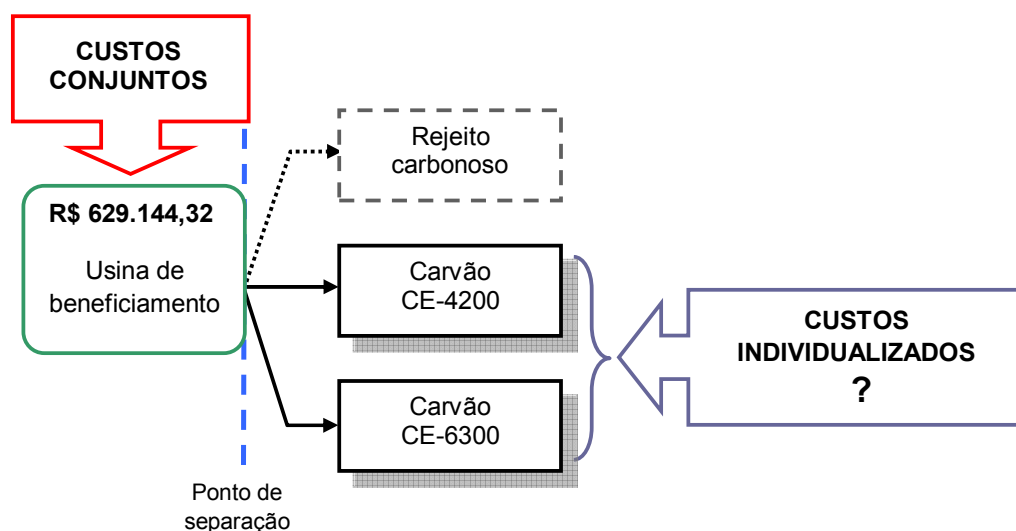 CUSTOS
CONJUNTOS
R$ 629.144,32
Usina de
beneficiamento
Ponto de
separação
Rejeito
carbonoso
Carvão
CE-4200
Carvão
CE-6300
CUSTOS
INDIVIDUALIZADOS
?